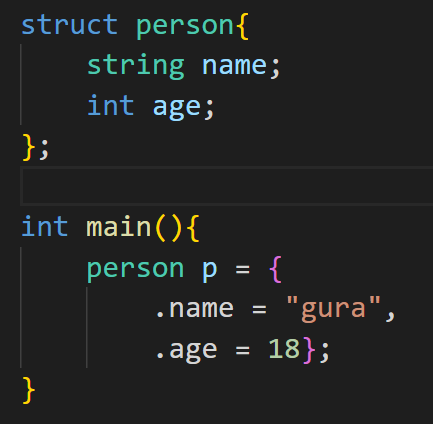 struct person{
    string name;
    int age;
};
int main(){
    person p = {
        .name = "gura",
        .age = 18};
}